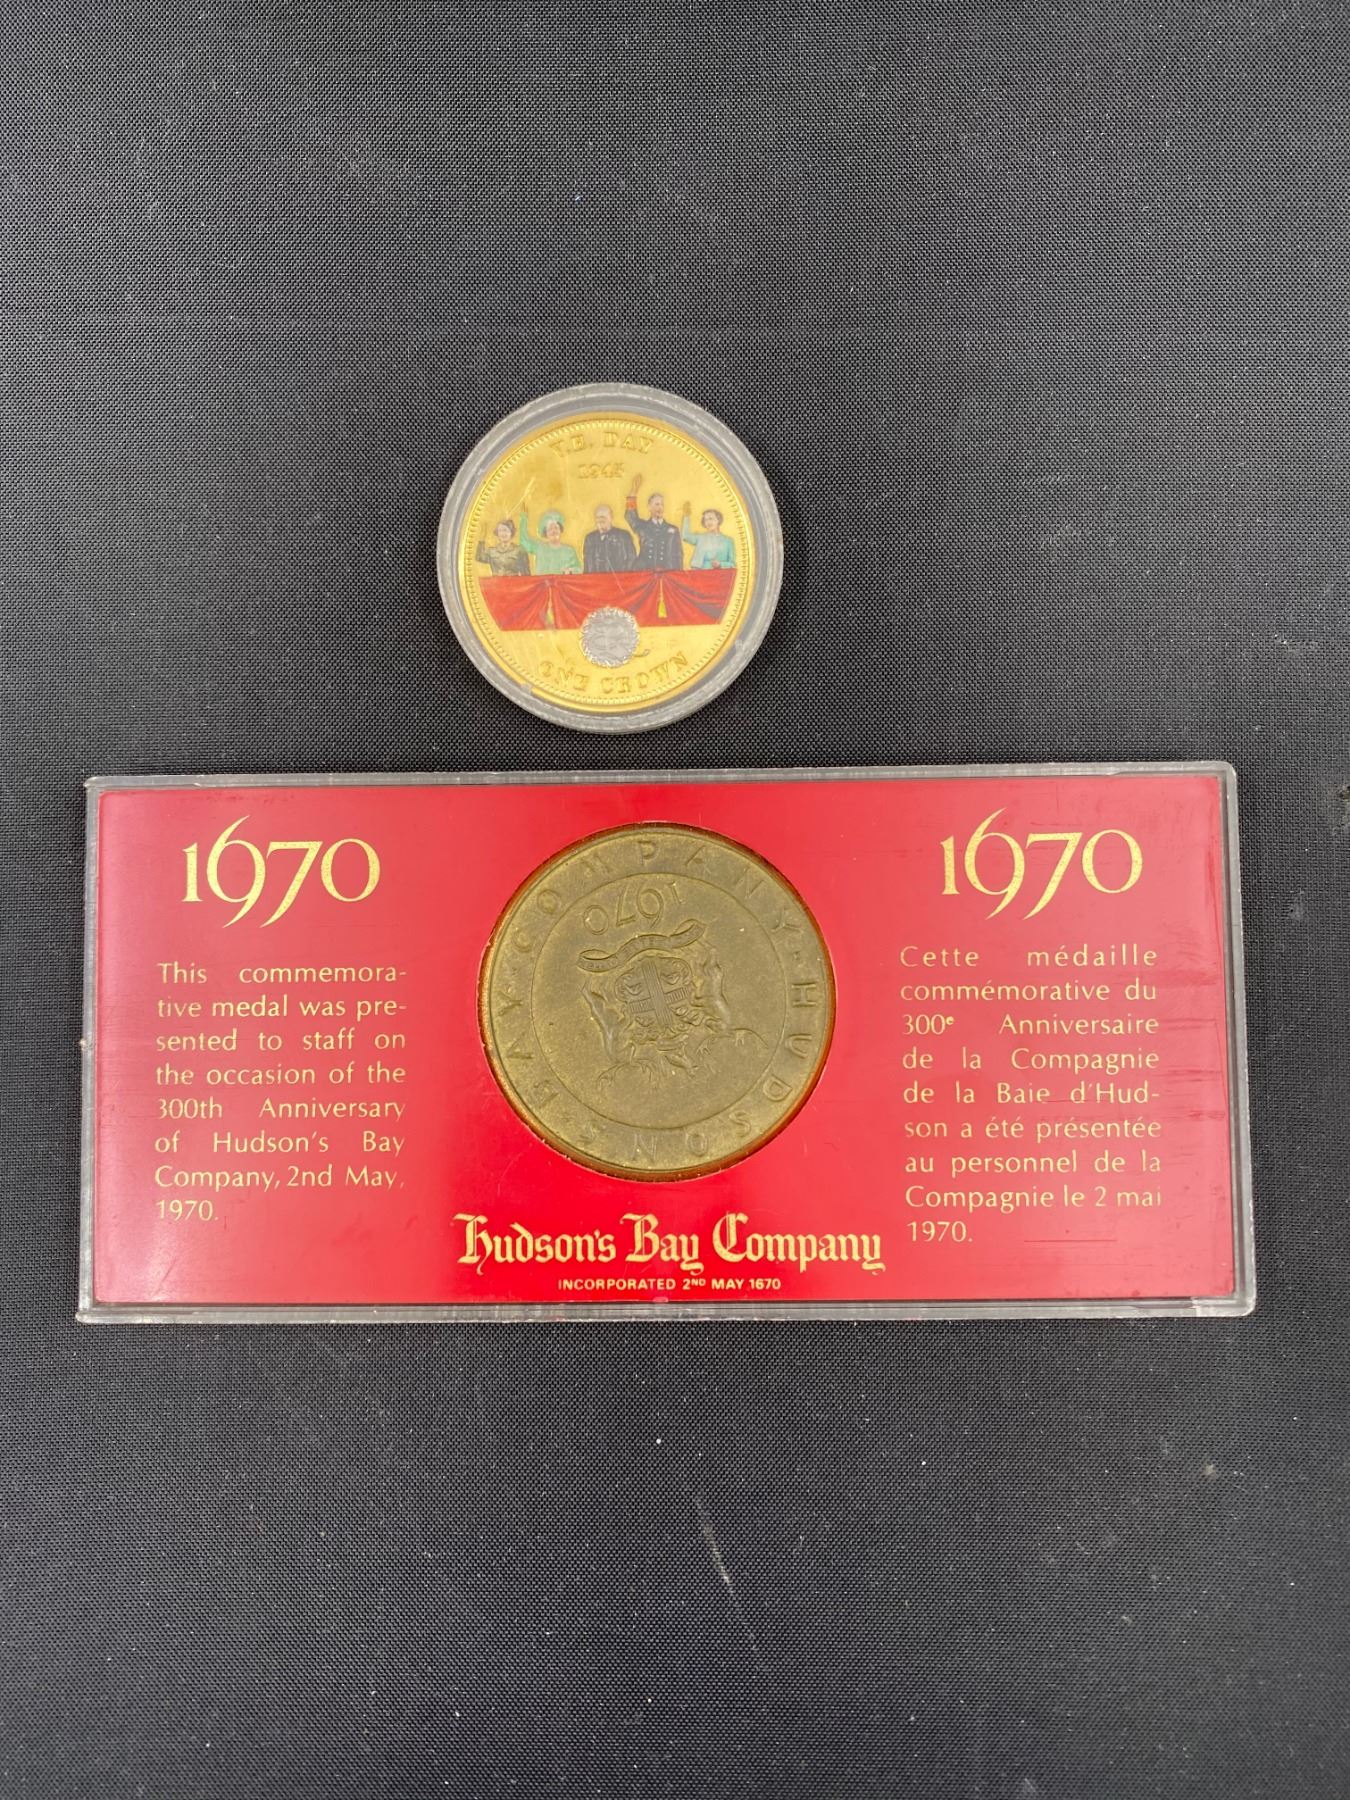 V.E. DAY
1945
ONE CROWN
1670
This commemora-
tive medal was pre-
sented to staff on
the occasion of the
300th Anniversary
of Hudson's Bay
Company, 2nd May,
1970.
HUDSONS · BAY · COMPANY ·
1670
1670
Cette médaille
commémorative du
300e Anniversaire
de la Compagnie
de la Baie d'Hud-
son a été présentée
au personnel de la
Compagnie le 2 mai
1970.
Hudson's Bay Company
INCORPORATED 2ND MAY 1670